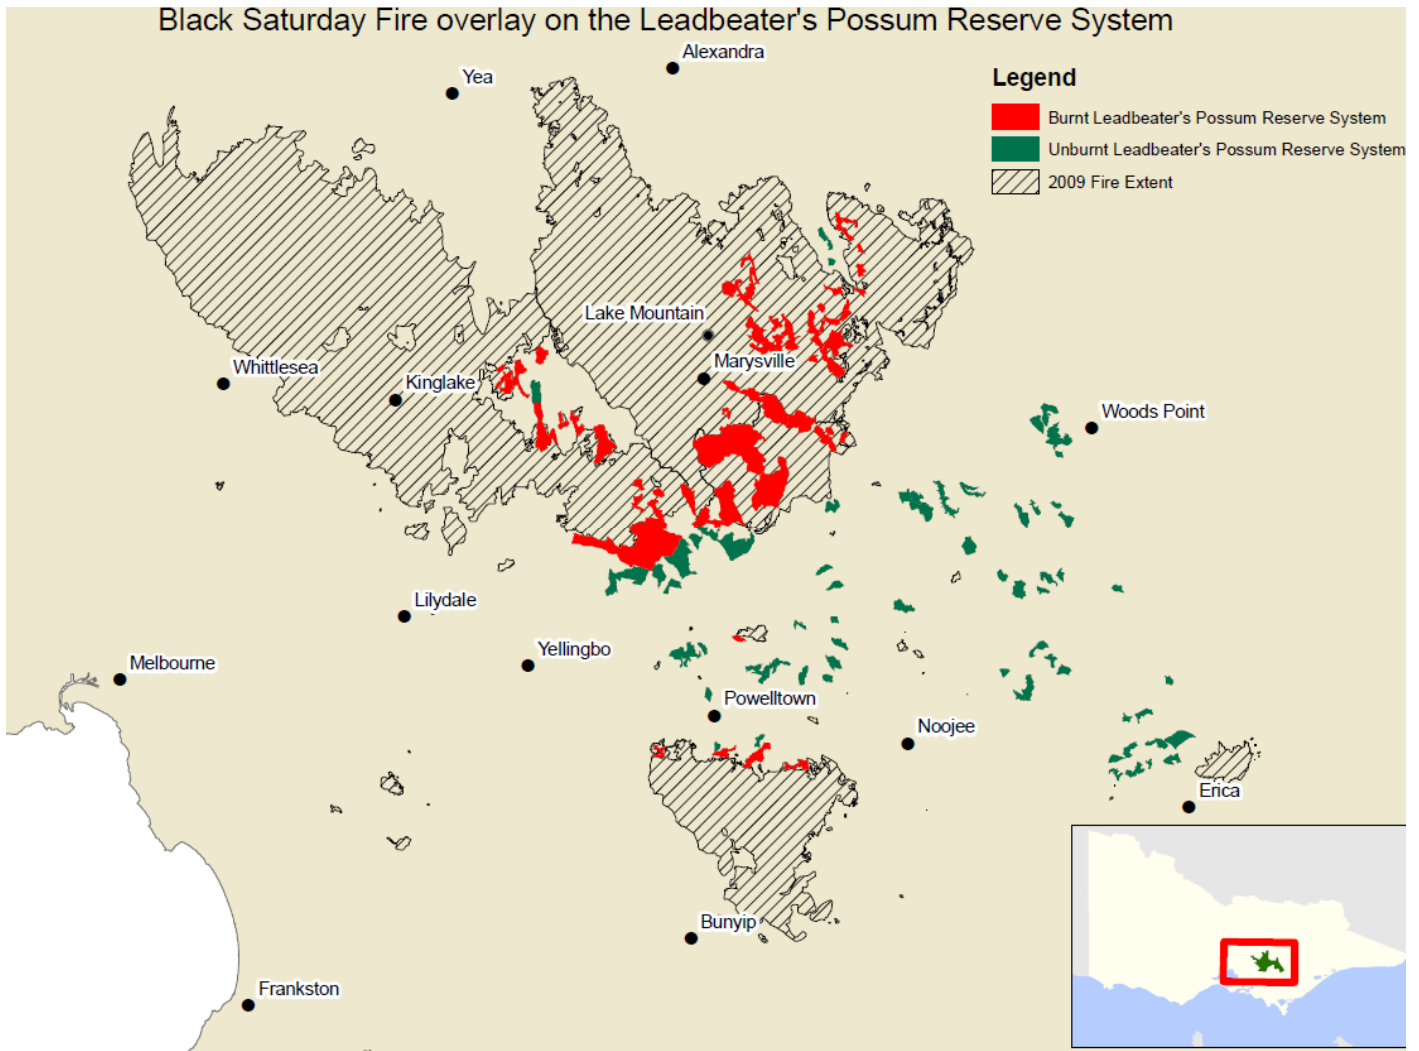 Black Saturday Fire overlay on the Leadbeater's Possum Reserve System
Alexandra
Yea
Legend
Burnt Leadbeater's Possum Reserve System
Unburnt Leadbeater's Possum Reserve System
2009 Fire Extent
Lake Mountain
Marysville
Whittlesea
Kinglake
Woods Point
Lilydale
Yellingbo
Melbourne
Powelltown
Noojee
Erica
Bunyip
Frankston